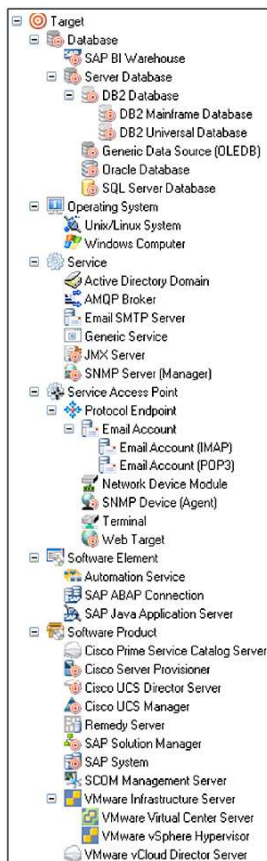 Target
Database
SAP BI Warehouse
Server Database
DB2 Database
DB2 Mainframe Database
DB2 Universal Database
Generic Data Source (OLEDB)
Oracle Database
SQL Server Database
Operating System
Unix/Linux System
Windows Computer
Service
Active Directory Domain
AMQP Broker
Email SMTP Server
Generic Service
JMX Server
SNMP Server (Manager)
Service Access Point
Protocol Endpoint
Email Account
Email Account (IMAP)
Email Account (POP3)
Network Device Module
SNMP Device (Agent)
Terminal
Web Target
Software Element
Automation Service
SAP ABAP Connection
SAP Java Application Server
Software Product
Cisco Prime Service Catalog Server
Cisco Server Provisioner
Cisco UCS Director Server
Cisco UCS Manager
Remedy Server
SAP Solution Manager
SAP System
SCOM Management Server
VMware Infrastructure Server
VMware Virtual Center Server
VMware vSphere Hypervisor
VMware vCloud Director Server